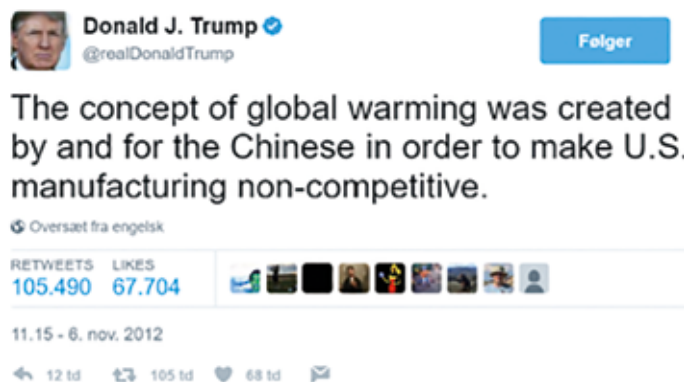 Donald J. Trump
@realDonaldTrump
Følger
The concept of global warming was created
by and for the Chinese in order to make U.S.
manufacturing non-competitive.
Oversæt fra engelsk
RETWEETS LIKES
105.490 67.704
11.15 - 6. nov. 2012
12 td 105 td 68 td